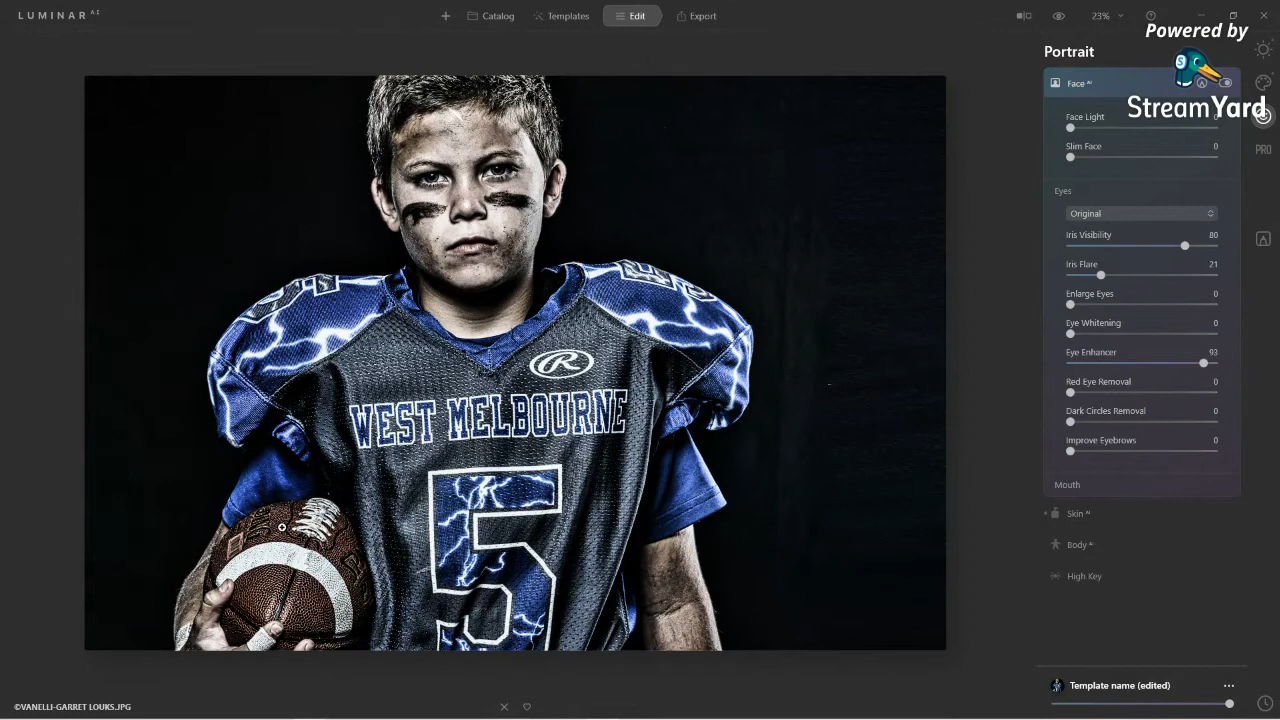 LUMINAR AI
Catalog
Templates
Edit
Export
23%
Powered by
StreamYard
Portrait
Face AI
Face Light
Slim Face 0
Eyes
Original
Iris Visibility 80
Iris Flare 21
Enlarge Eyes 0
Eye Whitening 0
Eye Enhancer 93
Red Eye Removal 0
Dark Circles Removal 0
Improve Eyebrows 0
Mouth
Skin AI
Body AI
High Key
PRO
R
WEST MELBOURNE
5
Template name (edited)
©VANELLI-GARRET LOUKS.JPG